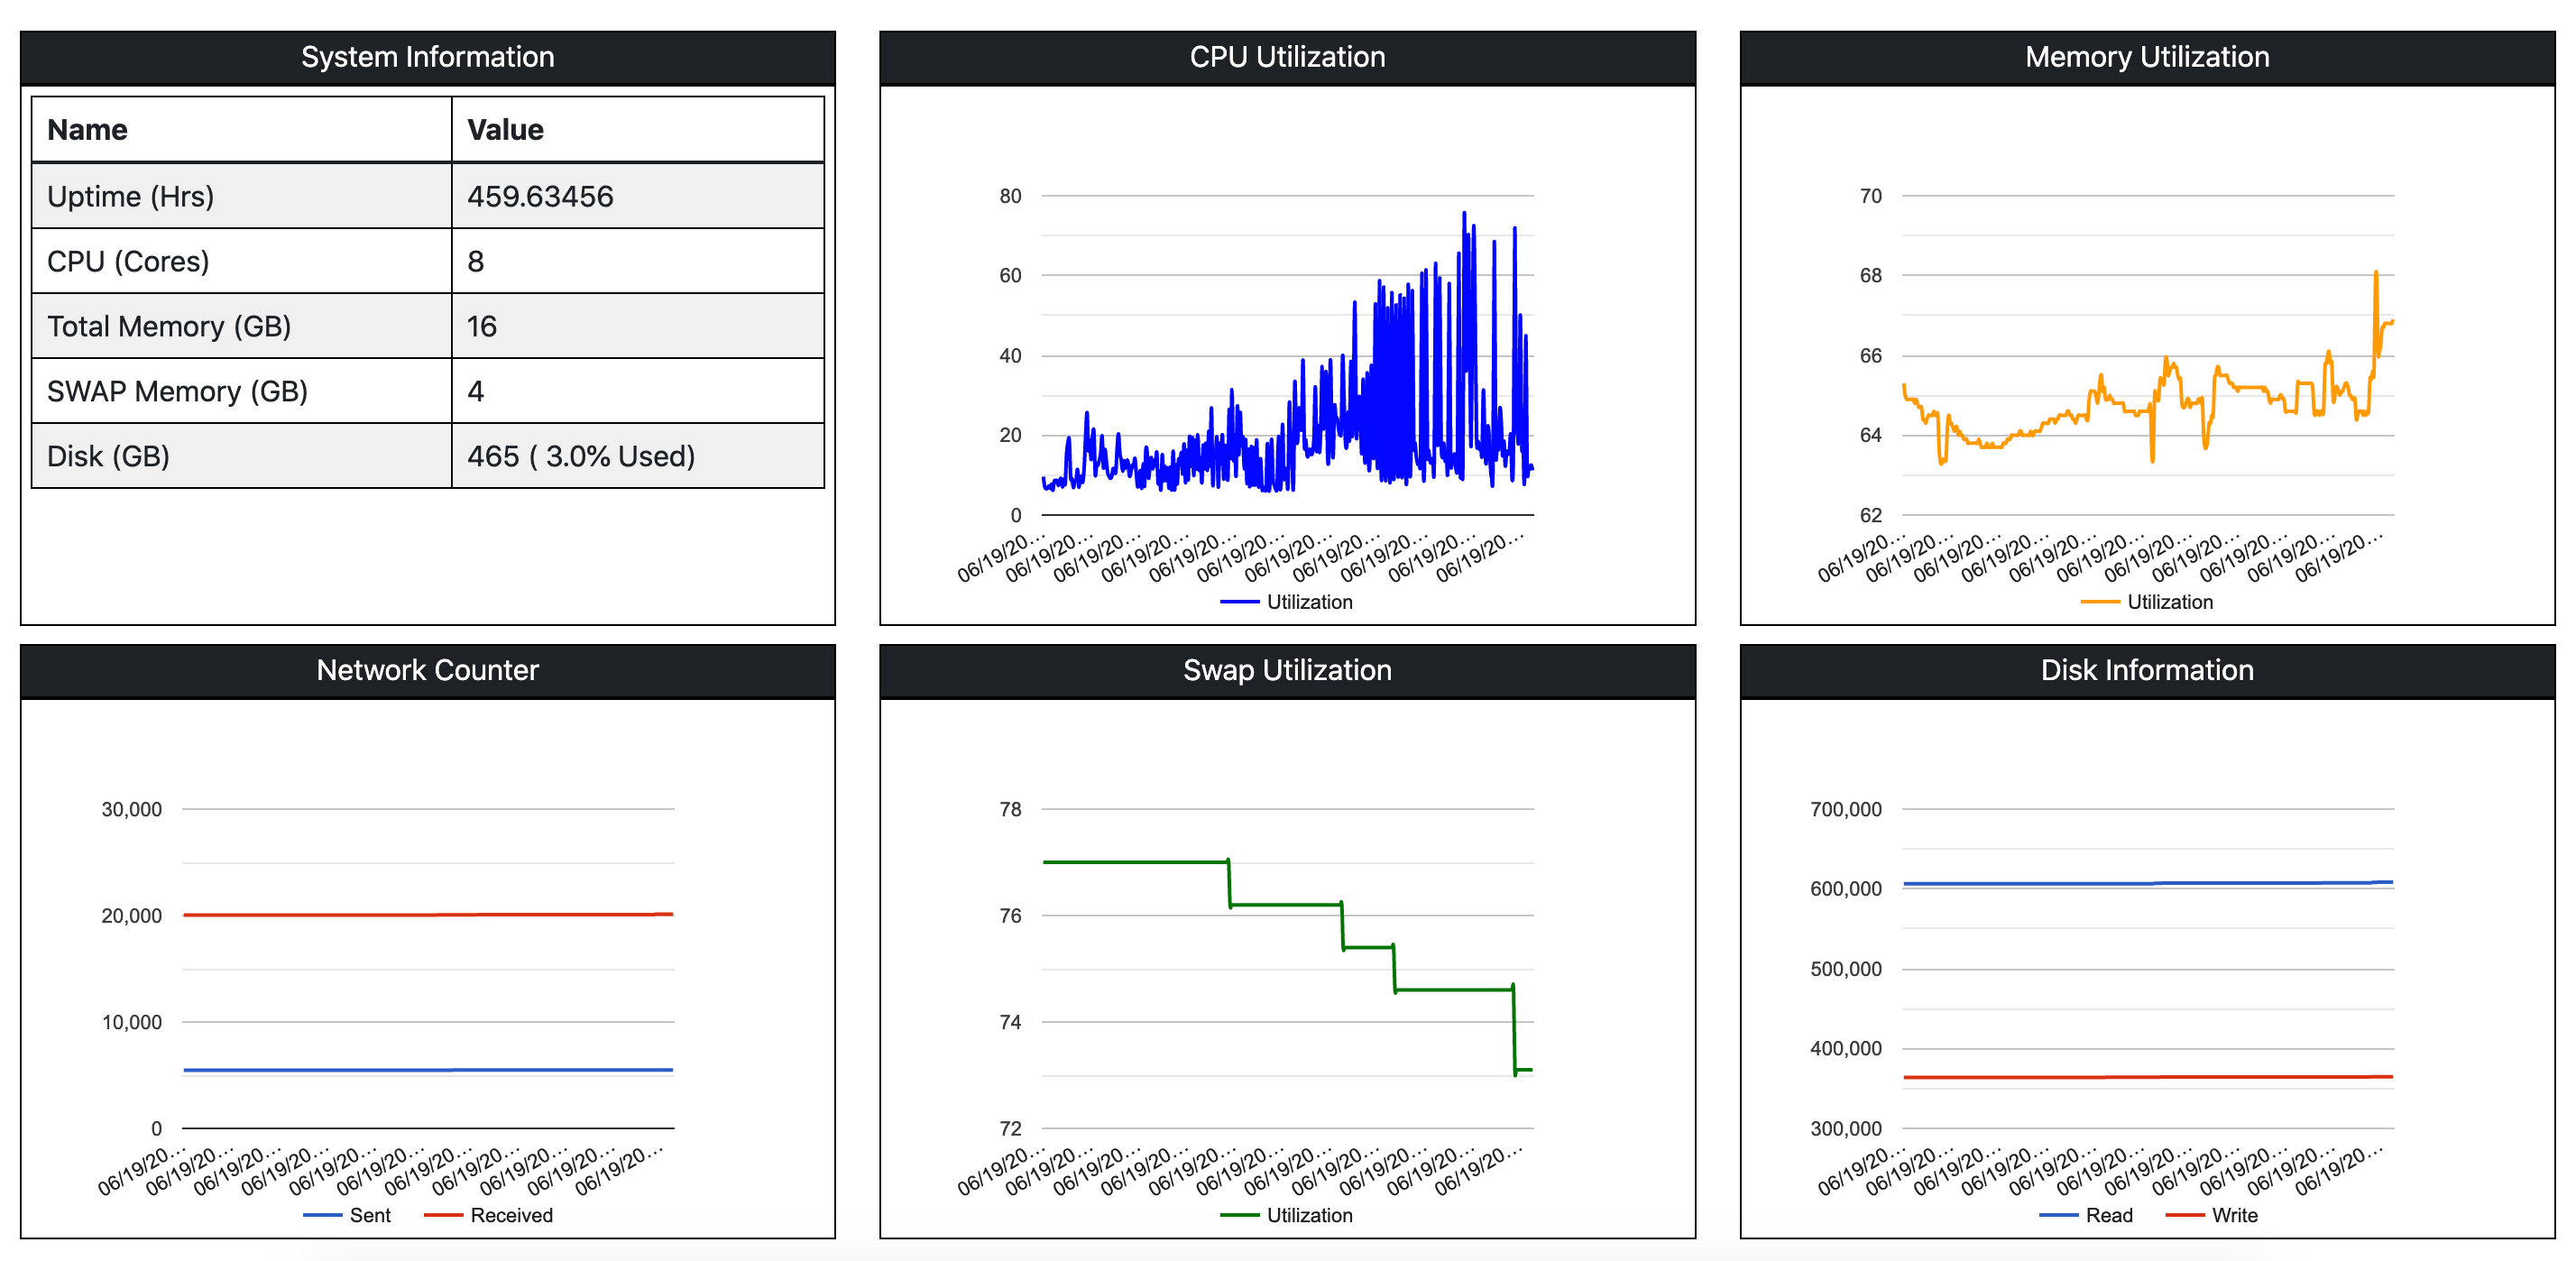 System Information
Name Value
Uptime (Hrs) 459.63456
CPU (Cores) 8
Total Memory (GB) 16
SWAP Memory (GB) 4
Disk (GB) 465 ( 3.0% Used)
CPU Utilization
80
60
40
20
0
06/19/20... 06/19/20... 06/19/20... 06/19/20... 06/19/20... 06/19/20... 06/19/20... 06/19/20... 06/19/20... 06/19/20... 06/19/20...
Utilization
Memory Utilization
70
68
66
64
62
06/19/20... 06/19/20... 06/19/20... 06/19/20... 06/19/20... 06/19/20... 06/19/20... 06/19/20... 06/19/20... 06/19/20... 06/19/20...
Utilization
Network Counter
30,000
20,000
10,000
0
06/19/20... 06/19/20... 06/19/20... 06/19/20... 06/19/20... 06/19/20... 06/19/20... 06/19/20... 06/19/20... 06/19/20... 06/19/20...
Sent Received
Swap Utilization
78
76
74
72
06/19/20... 06/19/20... 06/19/20... 06/19/20... 06/19/20... 06/19/20... 06/19/20... 06/19/20... 06/19/20... 06/19/20... 06/19/20...
Utilization
Disk Information
700,000
600,000
500,000
400,000
300,000
06/19/20... 06/19/20... 06/19/20... 06/19/20... 06/19/20... 06/19/20... 06/19/20... 06/19/20... 06/19/20... 06/19/20... 06/19/20...
Read Write